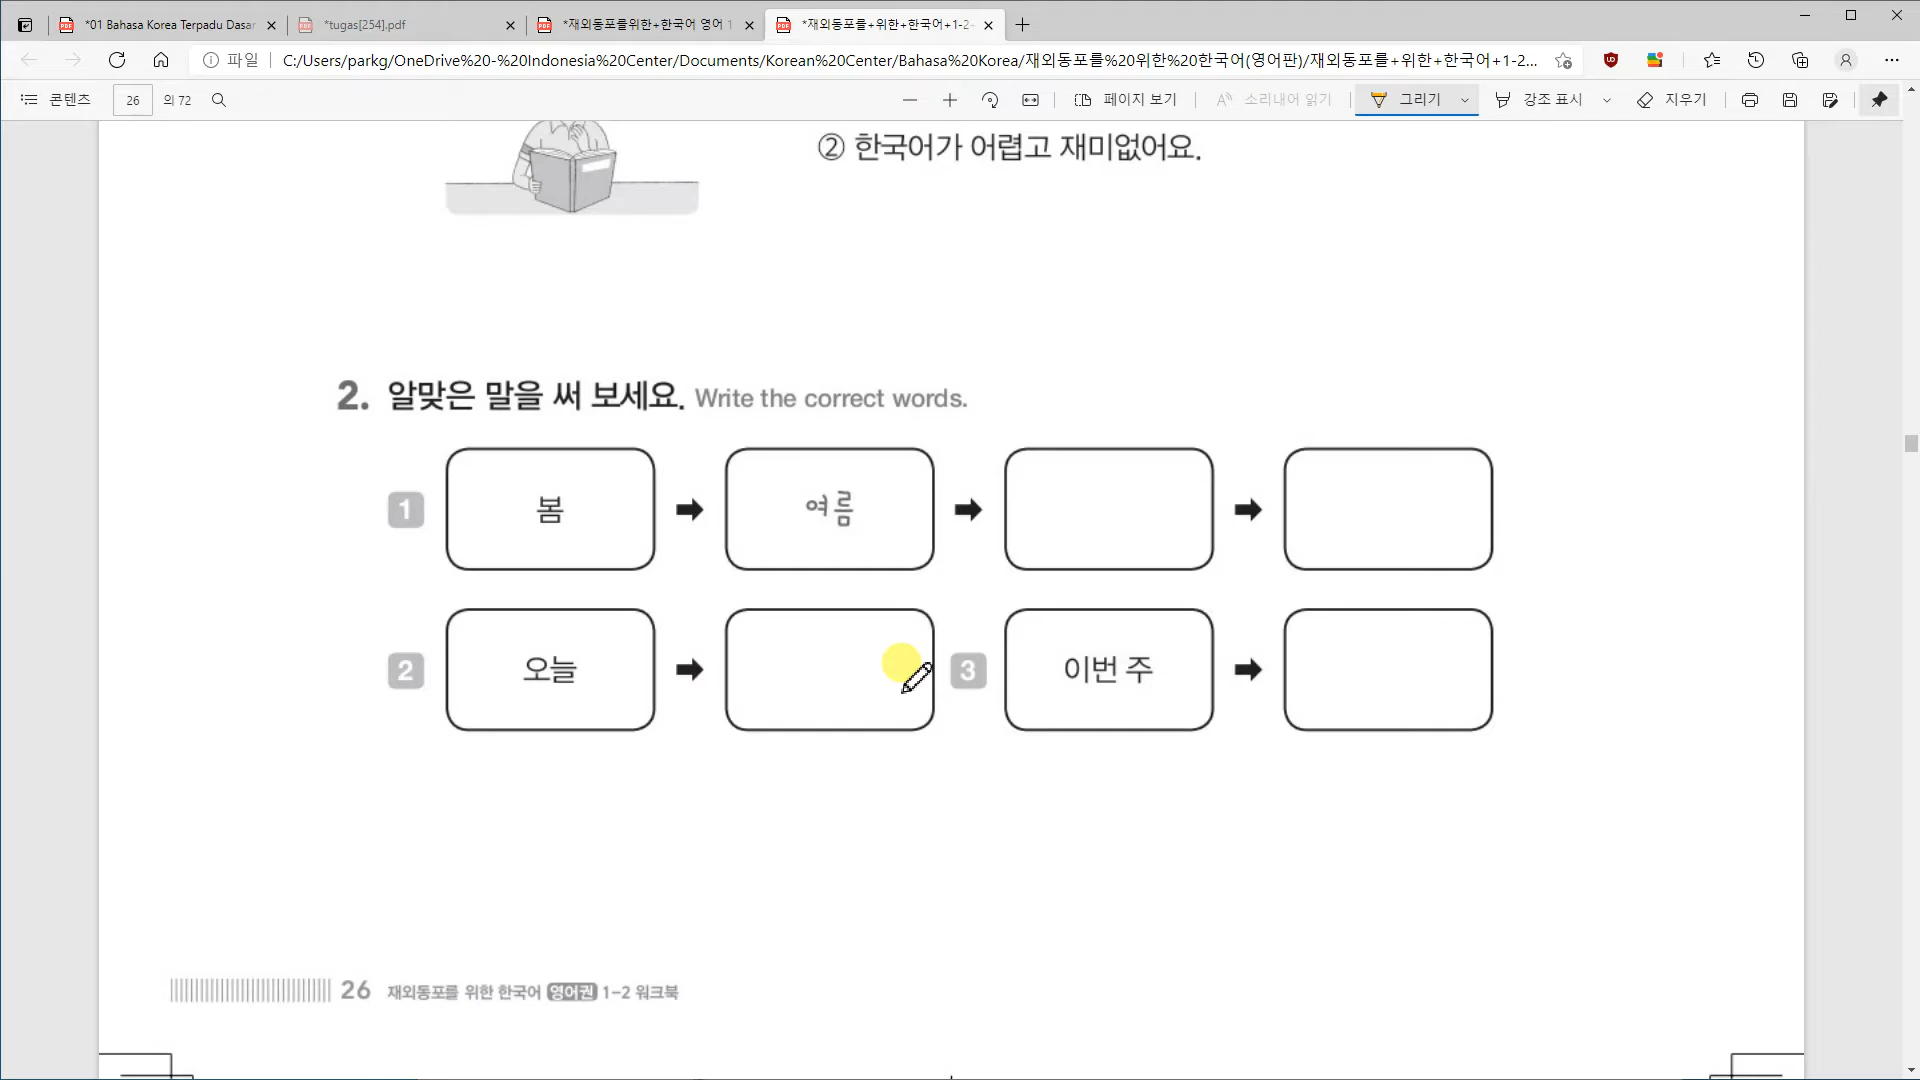 *01 Bahasa Korea Terpadu Dasar
*tugas[254].pdf
*재외동포를위한+한국어 영어 1
*재외동포를+위한+한국어+1-2-
파일
C:/Users/parkg/OneDrive%20-%20Indonesia%20Center/Documents/Korean%20Center/Bahasa%20Korea/재외동포를%20위한%20한국어(영어판)/재외동포를+위한+한국어+1-2...
콘텐츠 26 의 72 페이지 보기 소리내어 읽기 그리기 강조 표시 지우기
② 한국어가 어렵고 재미없어요.
2. 알맞은 말을 써 보세요. Write the correct words.
1 봄 여름
2 오늘 3 이번 주
26 재외동포를 위한 한국어 영어권 1-2 워크북